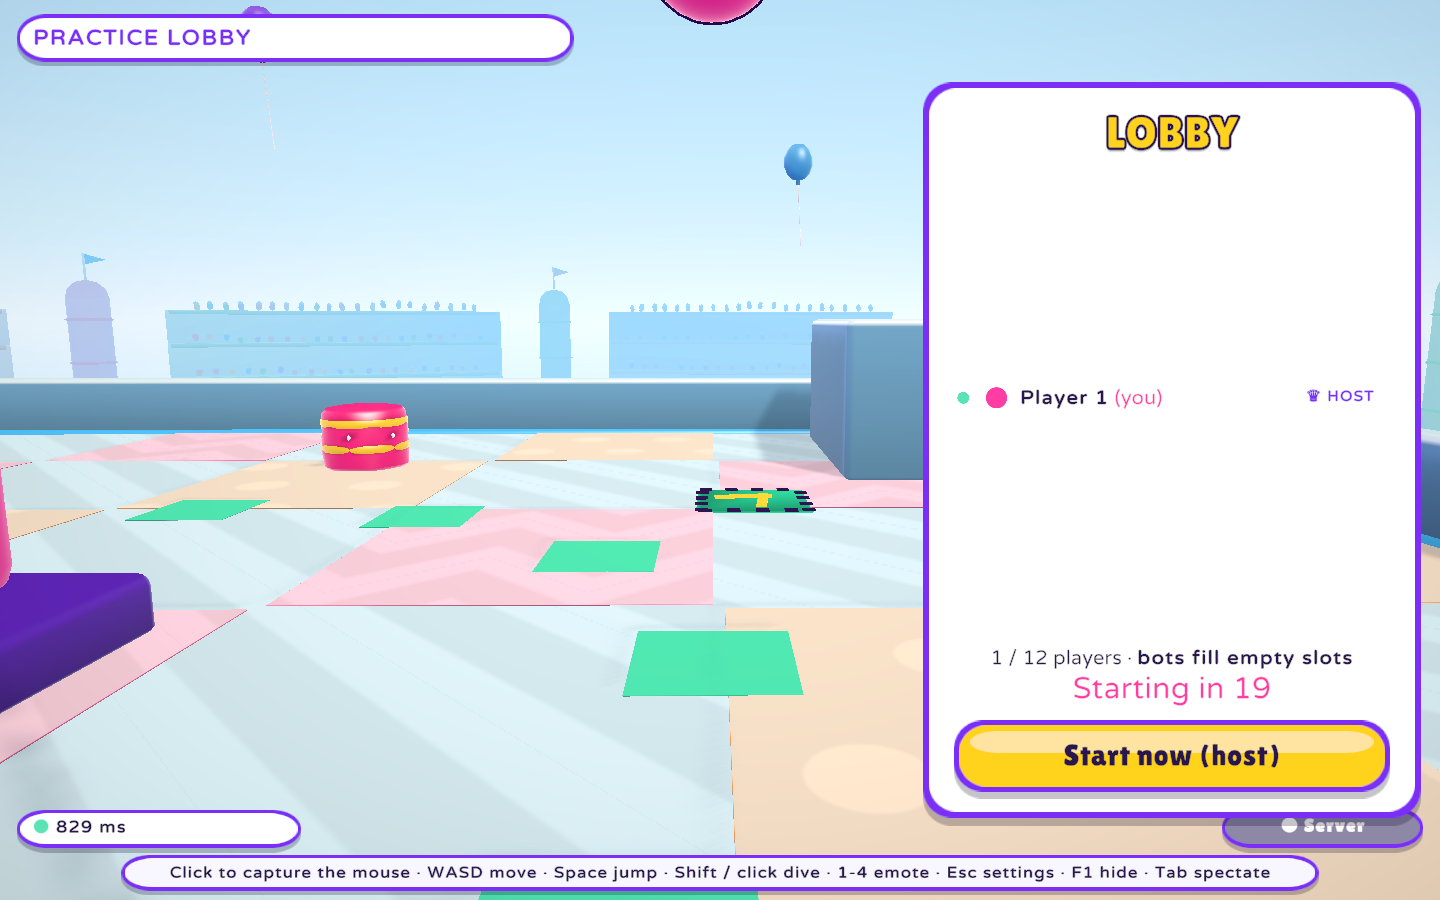 PRACTICE LOBBY
LOBBY
Player 1 (you)
♛ HOST
1 / 12 players · bots fill empty slots
Starting in 19
Start now (host)
829 ms
Server
Click to capture the mouse · WASD move · Space jump · Shift / click dive · 1-4 emote · Esc settings · F1 hide · Tab spectate